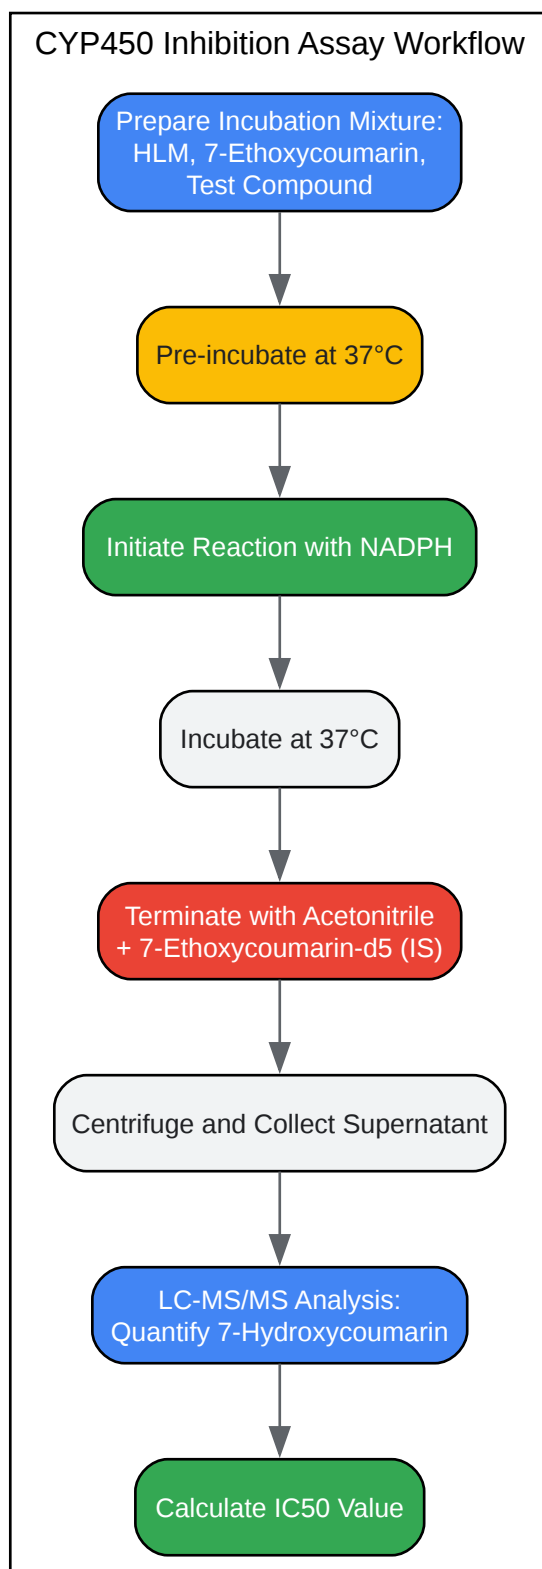 CYP450 Inhibition Assay Workflow
Prepare Incubation Mixture:
HLM, 7-Ethoxycoumarin,
Test Compound
Pre-incubate at 37°C
Initiate Reaction with NADPH
Incubate at 37°C
Terminate with Acetonitrile
+ 7-Ethoxycoumarin-d5 (IS)
Centrifuge and Collect Supernatant
LC-MS/MS Analysis:
Quantify 7-Hydroxycoumarin
Calculate IC50 Value